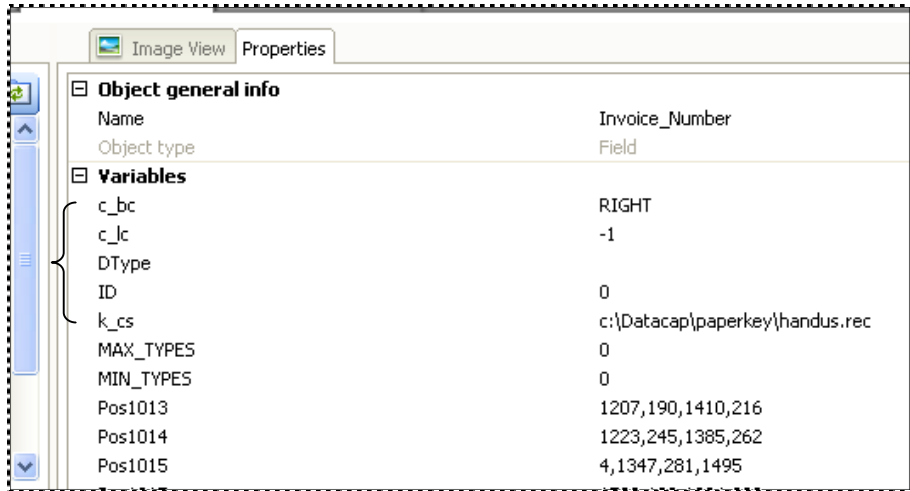 Image View Properties
Object general info
Name Invoice_Number
Object type Field
Variables
c_bc RIGHT
c_lc -1
DType
ID 0
k_cs c:\Datacap\paperkey\handus.rec
MAX_TYPES 0
MIN_TYPES 0
Pos1013 1207,190,1410,216
Pos1014 1223,245,1385,262
Pos1015 4,1347,281,1495